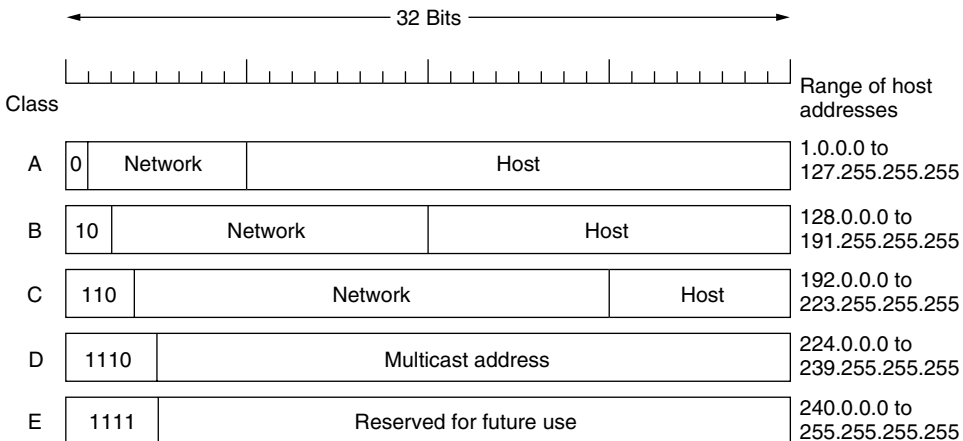 32 Bits
Range of host
addresses
Class
A 0 Network Host 1.0.0.0 to
127.255.255.255
B 10 Network Host 128.0.0.0 to
191.255.255.255
C 110 Network Host 192.0.0.0 to
223.255.255.255
D 1110 Multicast address 224.0.0.0 to
239.255.255.255
E 1111 Reserved for future use 240.0.0.0 to
255.255.255.255